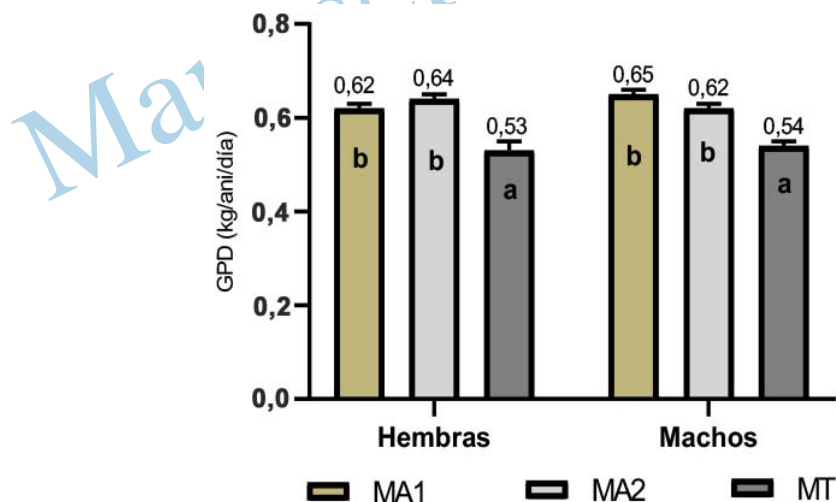 0,8
0,6
0,4
0,2
0,0
GPD (kg/ani/día)
0,62
0,64
0,53
0,65
0,62
0,54
b
b
a
b
b
a
Hembras
Machos
MA1
MA2
MT